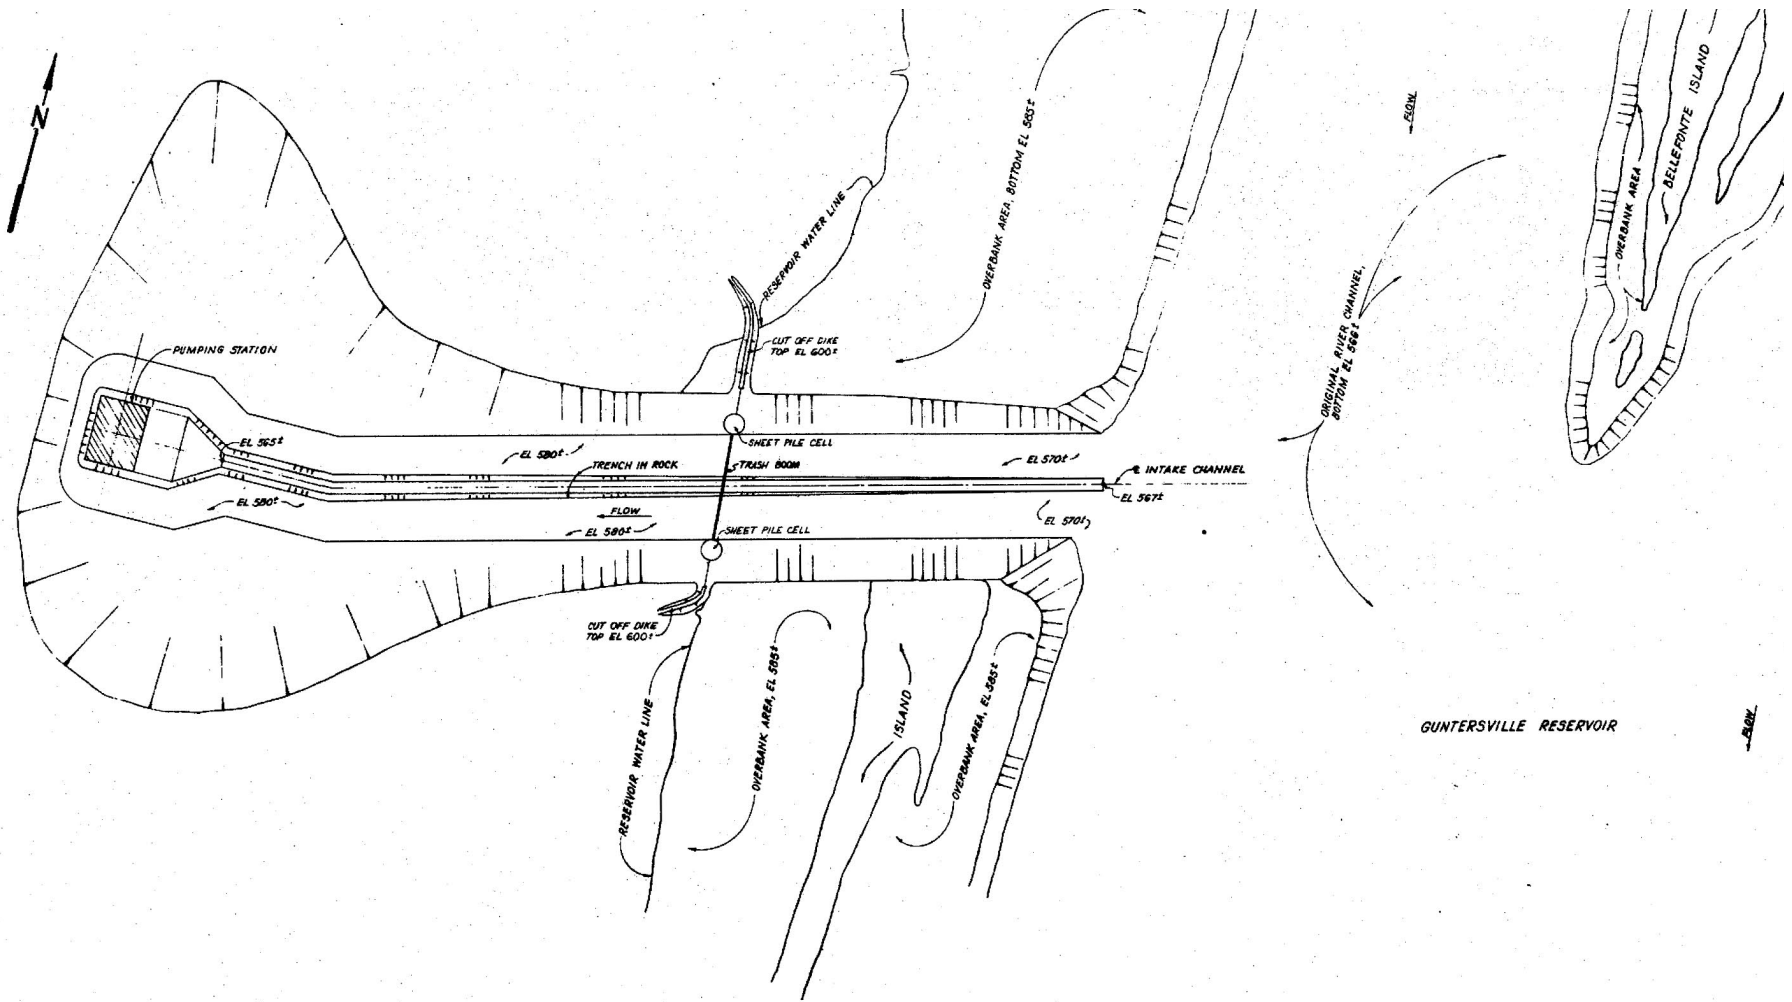 N
FLOW
BELLEFONTE ISLAND
OVERBANK AREA
OVERBANK AREA, BOTTOM EL 585±
RESERVOIR WATER LINE
ORIGINAL RIVER CHANNEL,
BOTTOM EL 566±
CUT OFF DIKE
TOP EL 600±
PUMPING STATION
EL 565±
EL 580±
SHEET PILE CELL
TRENCH IN ROCK
TRASH BOOM
EL 570±
℄ INTAKE CHANNEL
EL 567±
EL 580±
FLOW
EL 580±
SHEET PILE CELL
EL 570±
CUT OFF DIKE
TOP EL 600±
RESERVOIR WATER LINE
OVERBANK AREA, EL 585±
ISLAND
OVERBANK AREA, EL 585±
GUNTERSVILLE RESERVOIR
FLOW